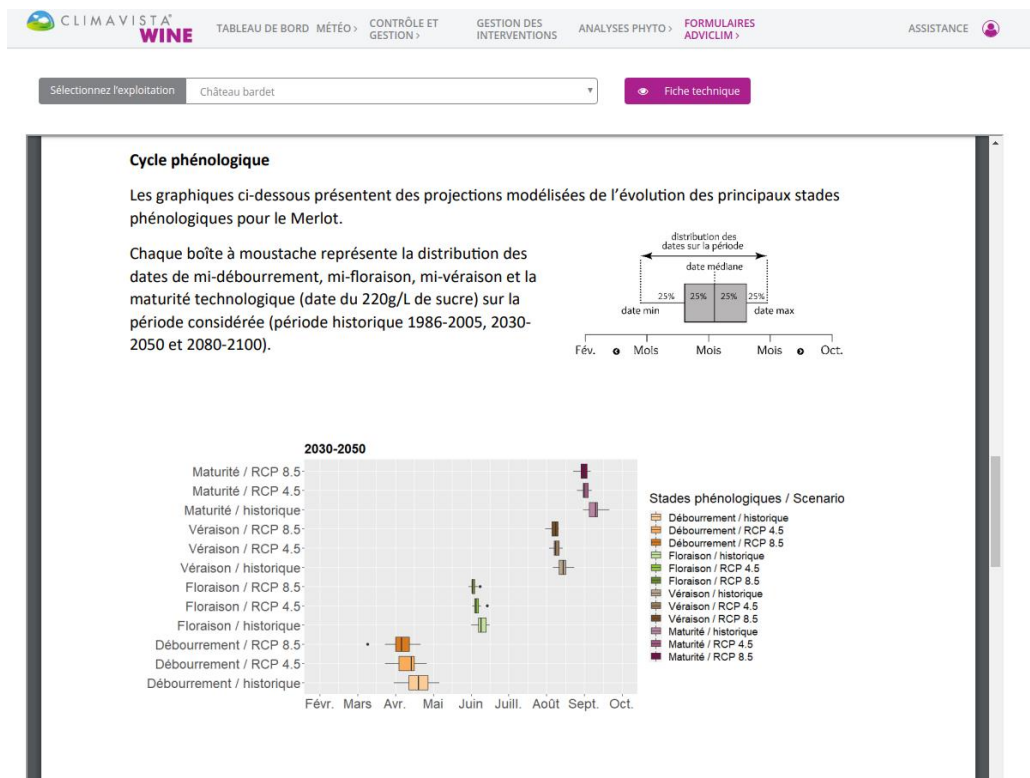 CLIMAVISTA
WINE
TABLEAU DE BORD
MÉTÉO >
CONTRÔLE ET
GESTION >
GESTION DES
INTERVENTIONS
ANALYSES PHYTO >
FORMULAIRES
ADVICLIM >
ASSISTANCE
Sélectionnez l'exploitation
Château bardet
Fiche technique
Cycle phénologique
Les graphiques ci-dessous présentent des projections modélisées de l'évolution des principaux stades
phénologiques pour le Merlot.
Chaque boîte à moustache représente la distribution des
dates de mi-débourrement, mi-floraison, mi-véraison et la
maturité technologique (date du 220g/L de sucre) sur la
période considérée (période historique 1986-2005, 2030-
2050 et 2080-2100).
distribution des
dates sur la période
date médiane
25% 25% 25% 25%
date min date max
Fév. Mois Mois Mois Oct.
2030-2050
Maturité / RCP 8.5
Maturité / RCP 4.5
Maturité / historique
Véraison / RCP 8.5
Véraison / RCP 4.5
Véraison / historique
Floraison / RCP 8.5
Floraison / RCP 4.5
Floraison / historique
Débourrement / RCP 8.5
Débourrement / RCP 4.5
Débourrement / historique
Févr. Mars Avr. Mai Juin Juill. Août Sept. Oct.
Stades phénologiques / Scenario
Débourrement / historique
Débourrement / RCP 4.5
Débourrement / RCP 8.5
Floraison / historique
Floraison / RCP 4.5
Floraison / RCP 8.5
Véraison / historique
Véraison / RCP 4.5
Véraison / RCP 8.5
Maturité / historique
Maturité / RCP 4.5
Maturité / RCP 8.5